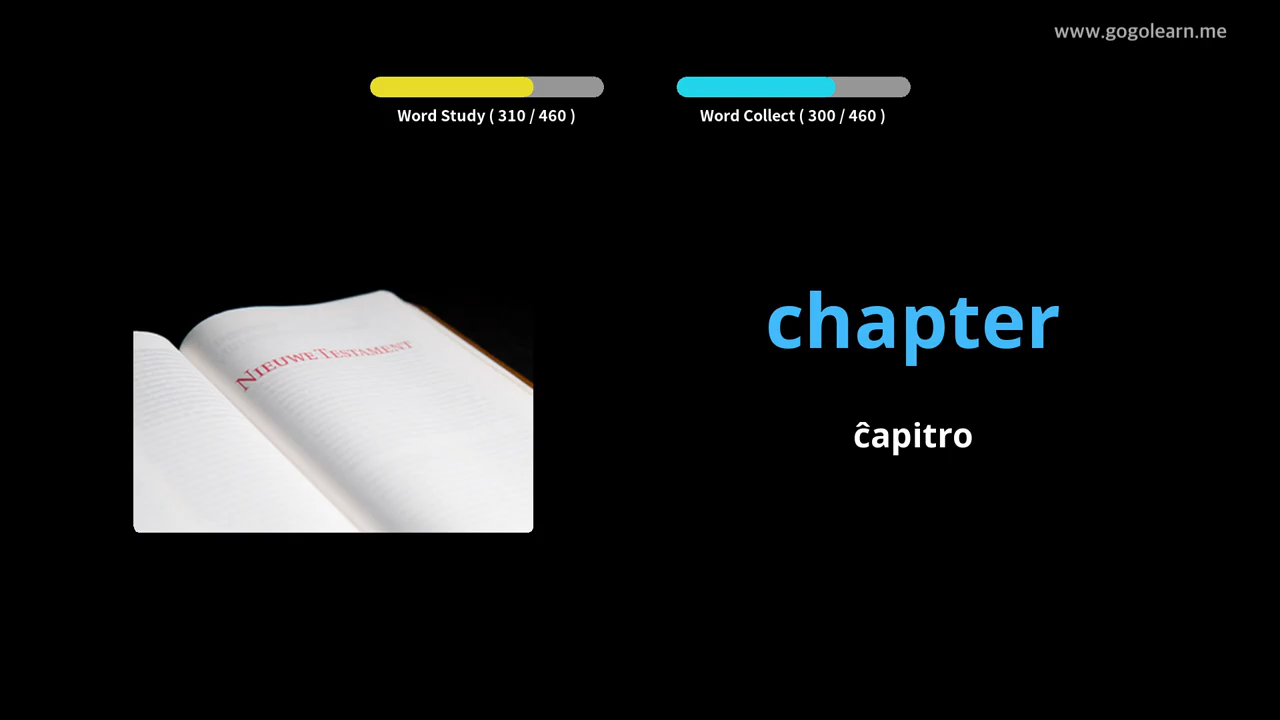 www.gogolearn.me
Word Study ( 310 / 460 )
Word Collect ( 300 / 460 )
NIEUWE TESTAMENT
chapter
ĉapitro